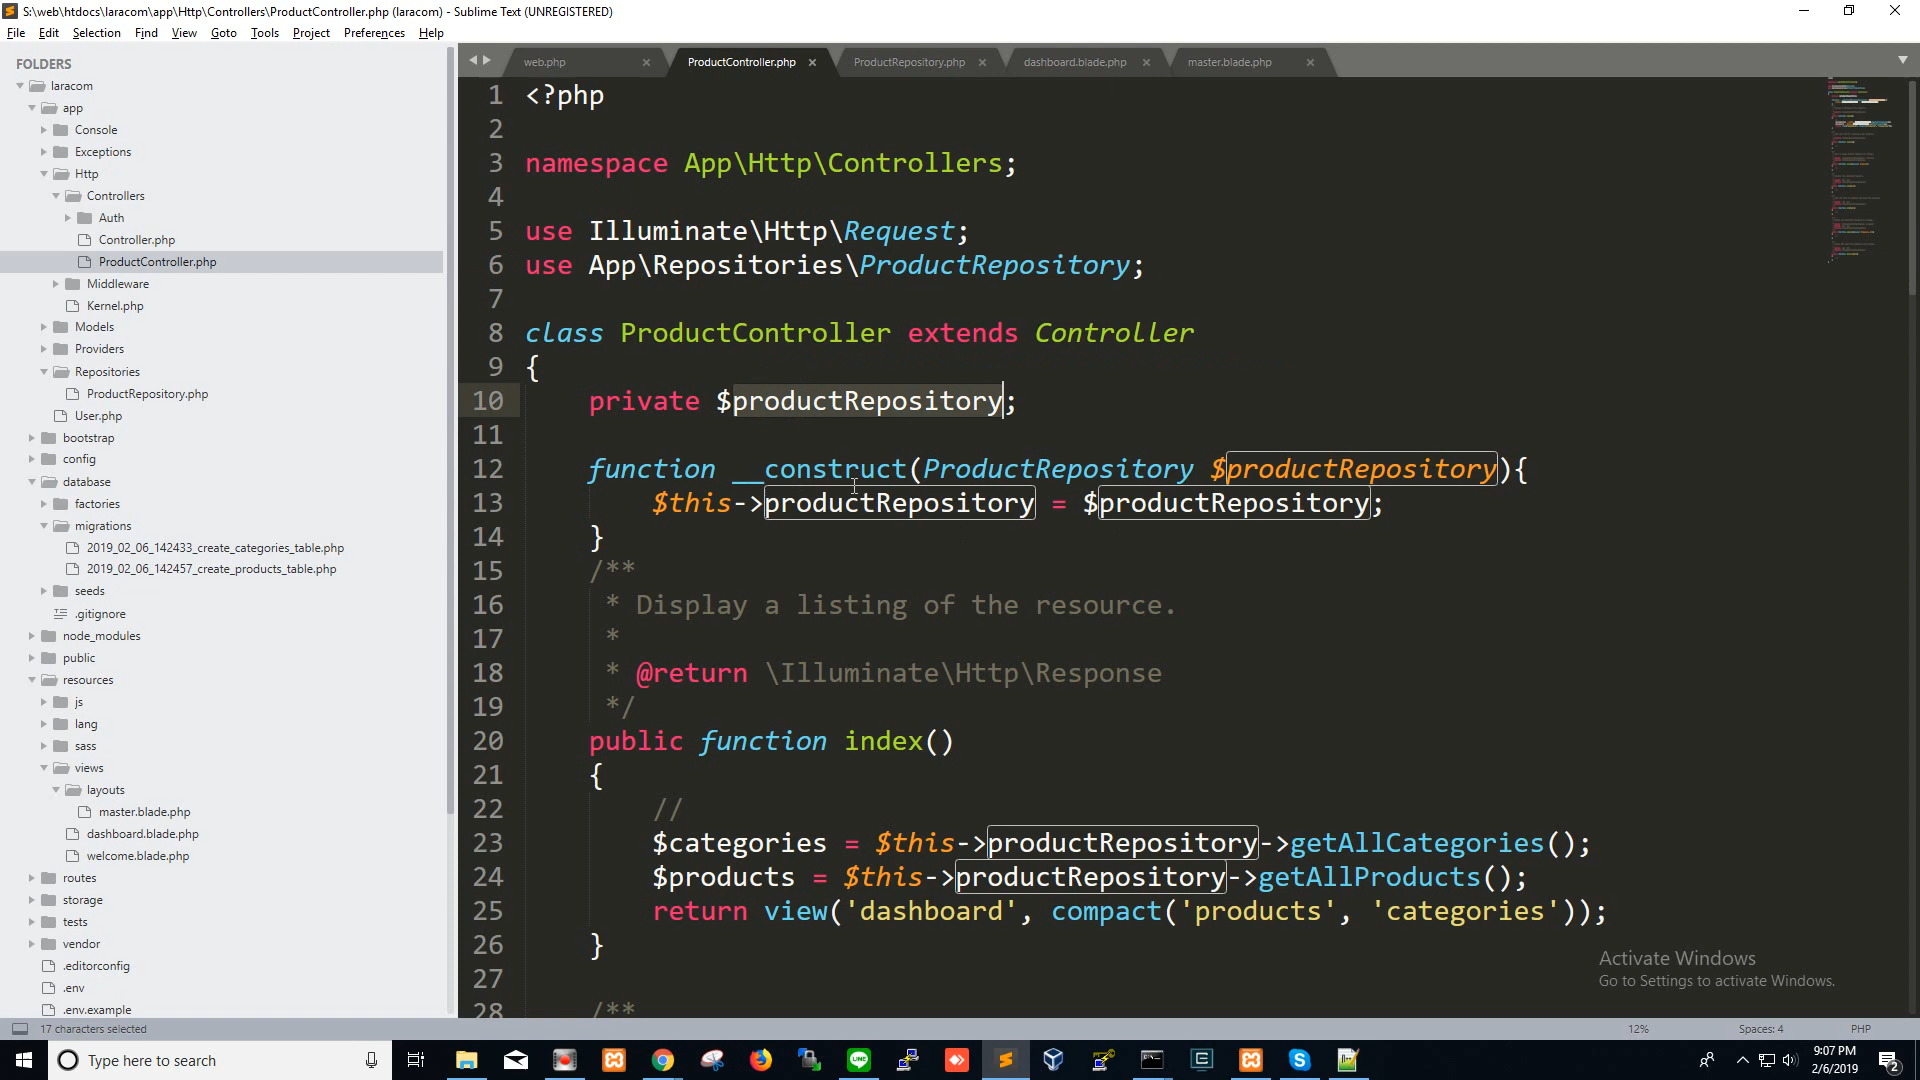 S:\web\htdocs\laracom\app\Http\Controllers\ProductController.php (laracom) - Sublime Text (UNREGISTERED)
File Edit Selection Find View Goto Tools Project Preferences Help
FOLDERS
laracom
app
Console
Exceptions
Http
Controllers
Auth
Controller.php
ProductController.php
Middleware
Kernel.php
Models
Providers
Repositories
ProductRepository.php
User.php
bootstrap
config
database
factories
migrations
2019_02_06_142433_create_categories_table.php
2019_02_06_142457_create_products_table.php
seeds
.gitignore
node_modules
public
resources
js
lang
sass
views
layouts
master.blade.php
dashboard.blade.php
welcome.blade.php
routes
storage
tests
vendor
.editorconfig
.env
.env.example
web.php ProductController.php ProductRepository.php dashboard.blade.php master.blade.php
1 <?php
2
3 namespace App\Http\Controllers;
4
5 use Illuminate\Http\Request;
6 use App\Repositories\ProductRepository;
7
8 class ProductController extends Controller
9 {
10 private $productRepository;
11
12 function __construct(ProductRepository $productRepository){
13 $this->productRepository = $productRepository;
14 }
15 /**
16 * Display a listing of the resource.
17 *
18 * @return \Illuminate\Http\Response
19 */
20 public function index()
21 {
22 //
23 $categories = $this->productRepository->getAllCategories();
24 $products = $this->productRepository->getAllProducts();
25 return view('dashboard', compact('products', 'categories'));
26 }
27
28 /**
Activate Windows
Go to Settings to activate Windows.
17 characters selected 12% Spaces: 4 PHP
Type here to search
9:07 PM
2/6/2019
2